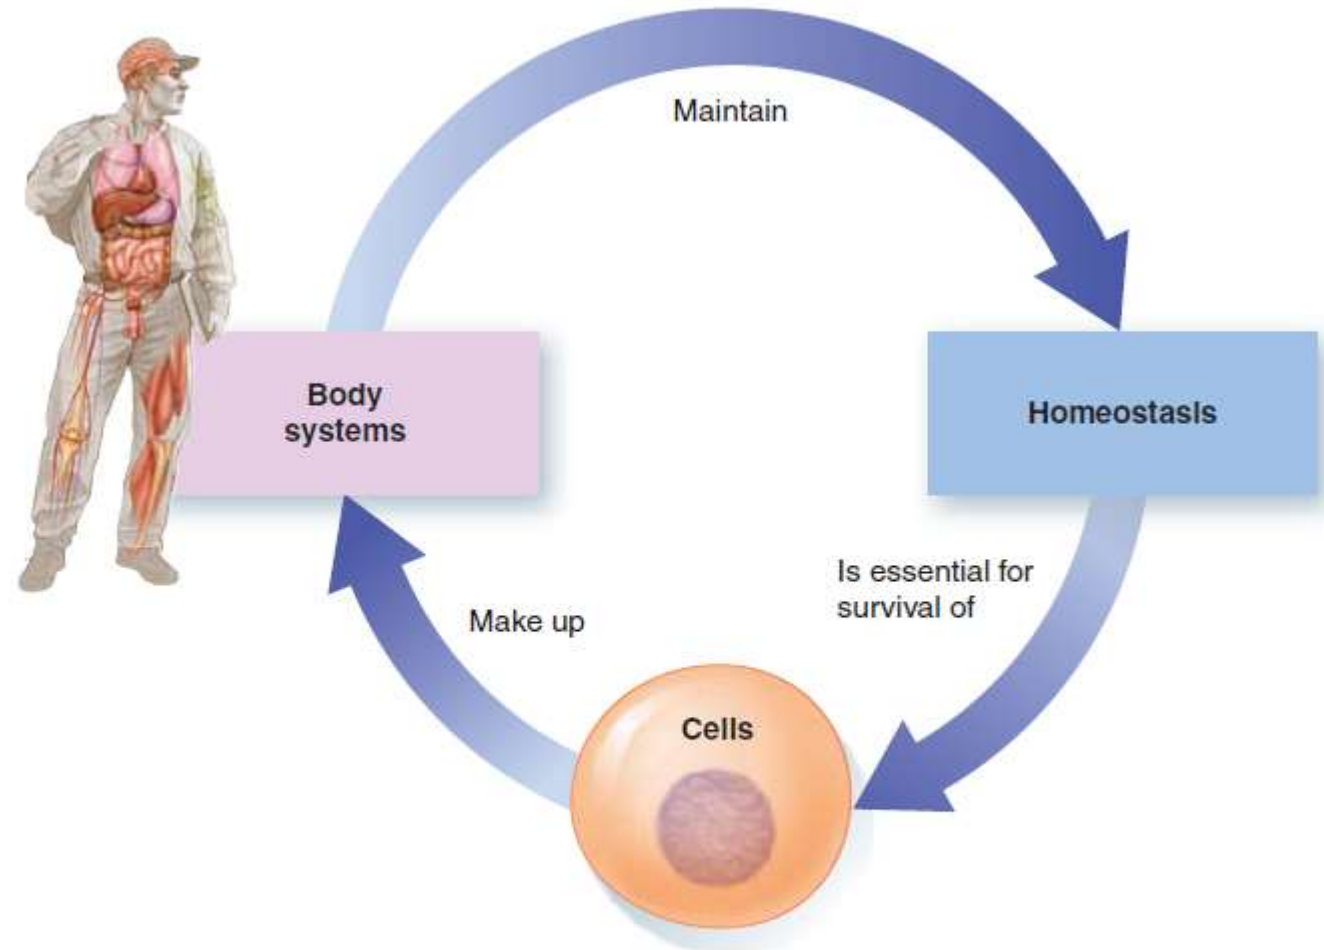 Maintain
Body
systems
Homeostasis
Is essential for
survival of
Make up
Cells